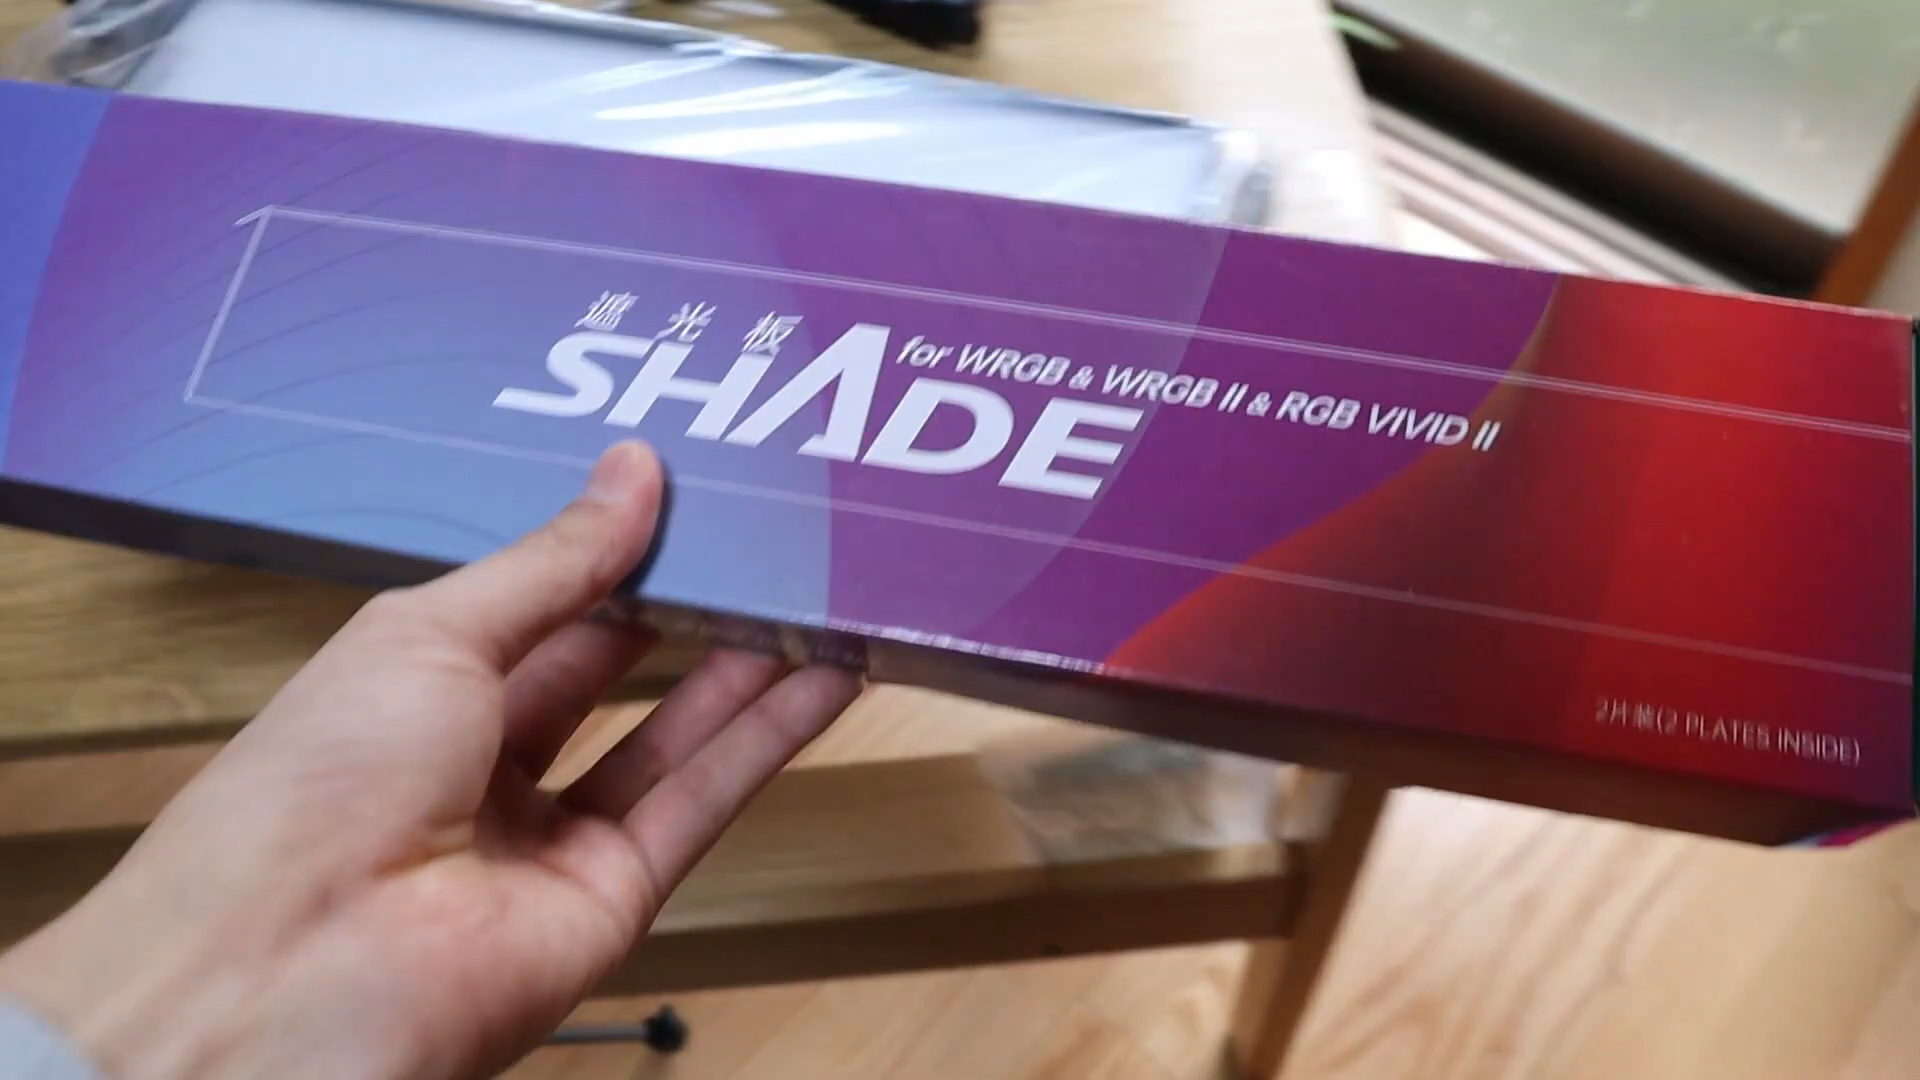 遮光板
SHADE
for WRGB & WRGB II & RGB VIVID II
2片装(2 PLATES INSIDE)